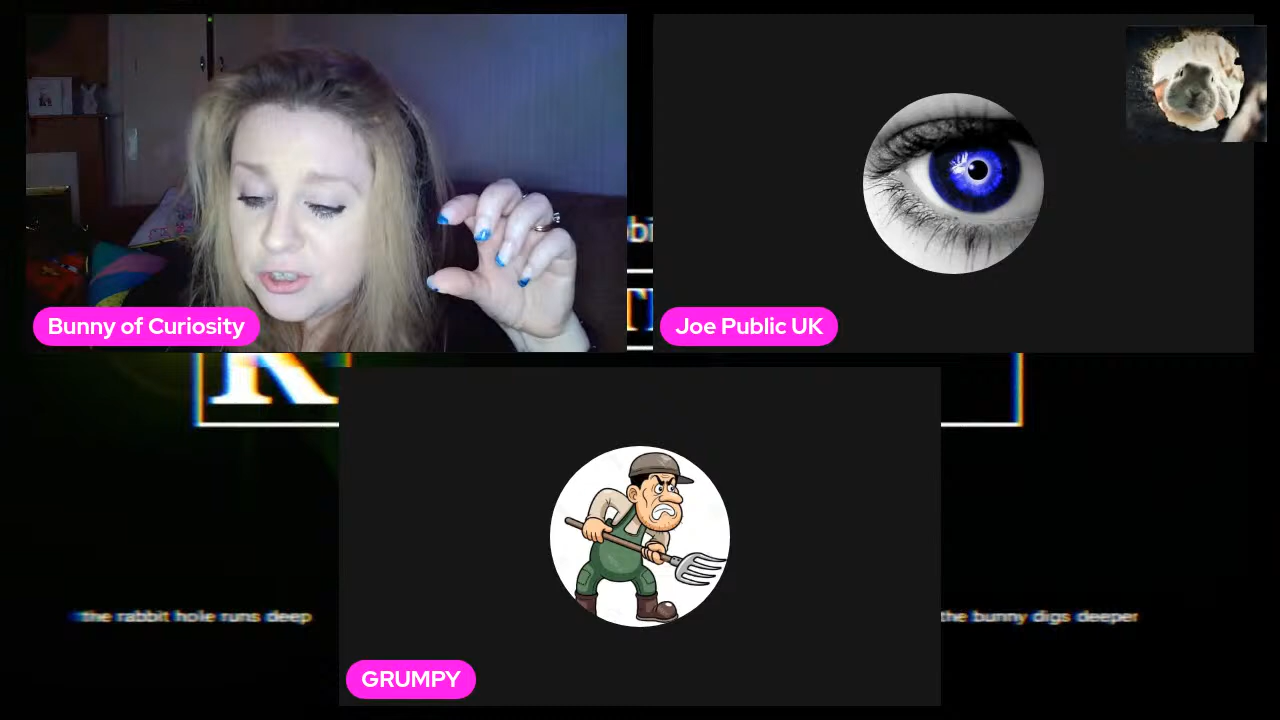 Bunny of Curiosity
Joe Public UK
GRUMPY
the rabbit hole runs deep
the bunny digs deeper